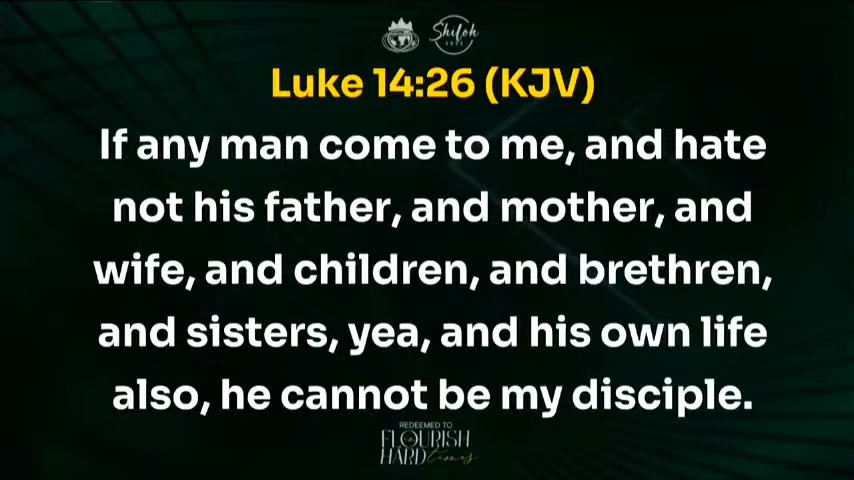 Shiloh
Luke 14:26 (KJV)
If any man come to me, and hate
not his father, and mother, and
wife, and children, and brethren,
and sisters, yea, and his own life
also, he cannot be my disciple.
REDEEMED TO
FLOURISH
HARD times